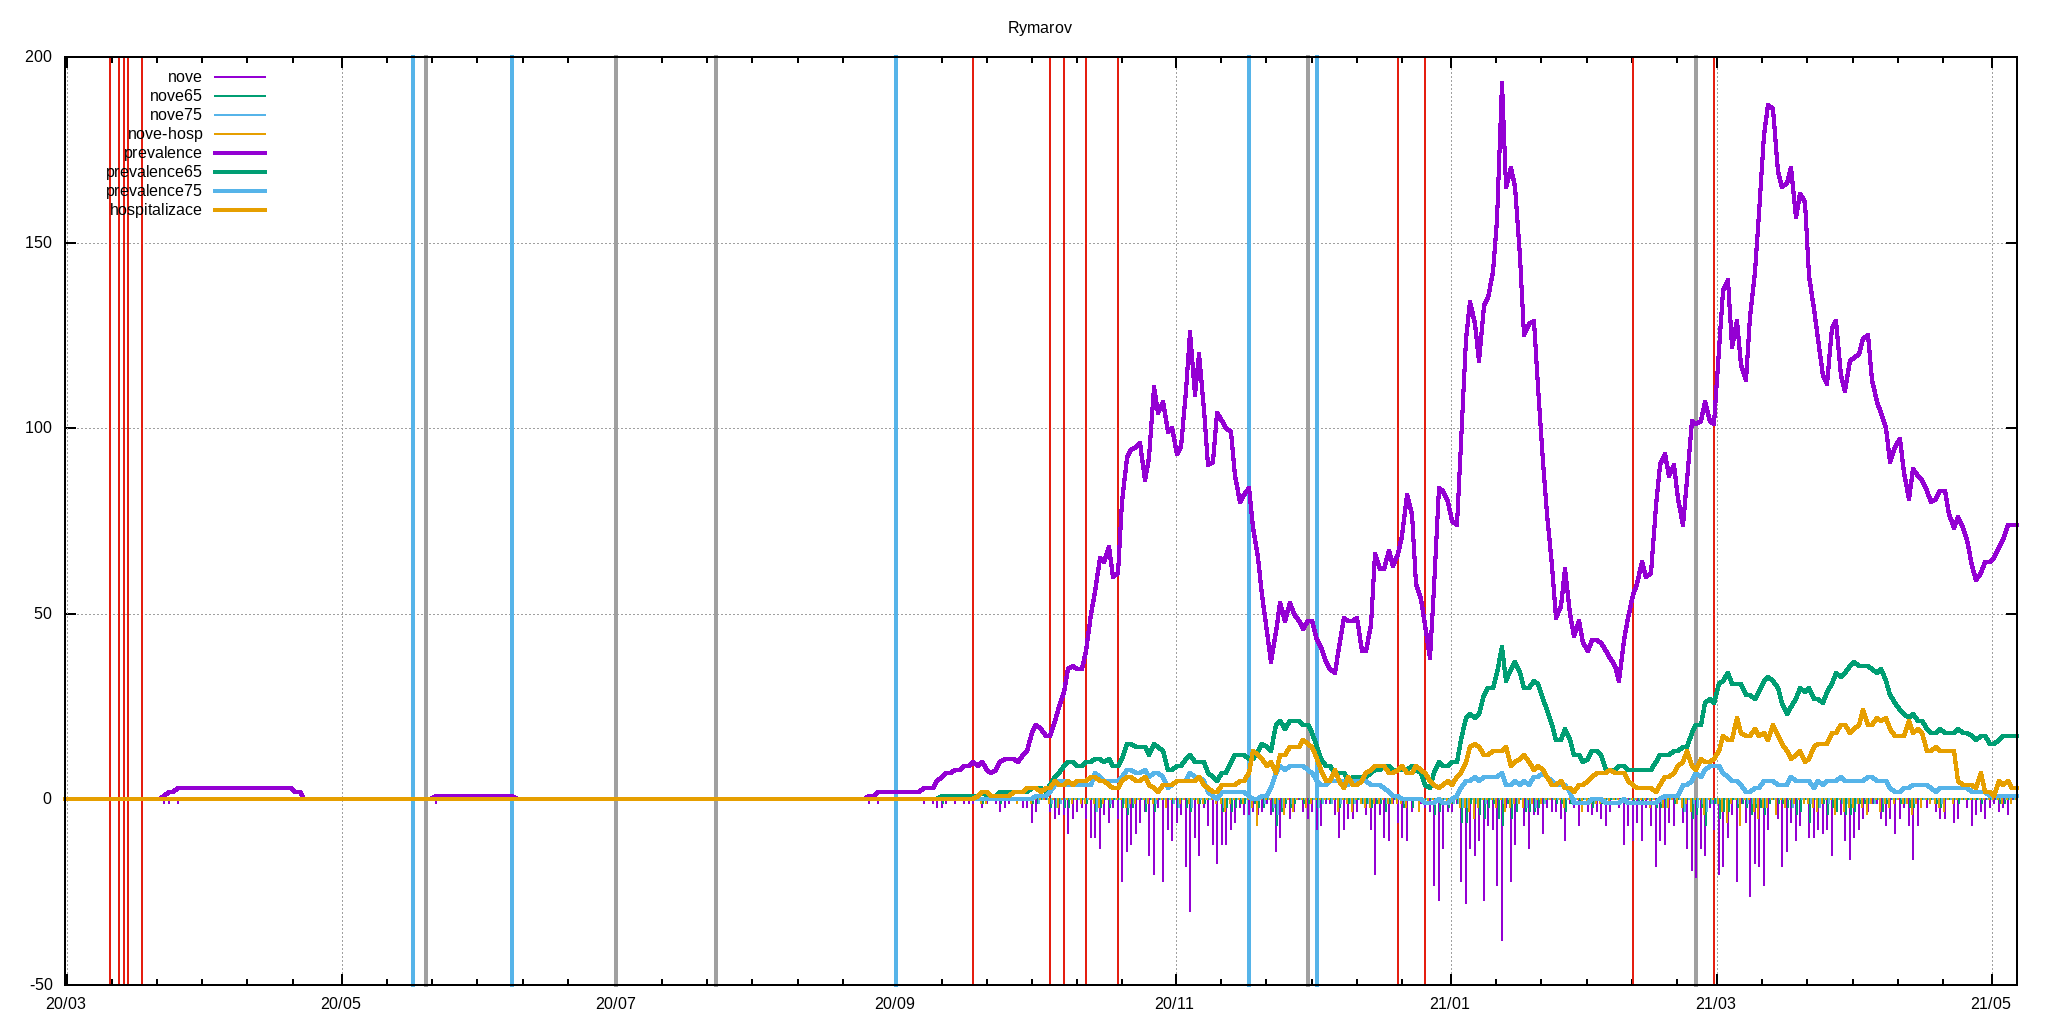 Rymarov
200
nove
nove65
nove75
nove-hosp
prevalence
prevalence65
prevalence75
hospitalizace
150
100
50
0
-50
20/03 20/05 20/07 20/09 20/11 21/01 21/03 21/05